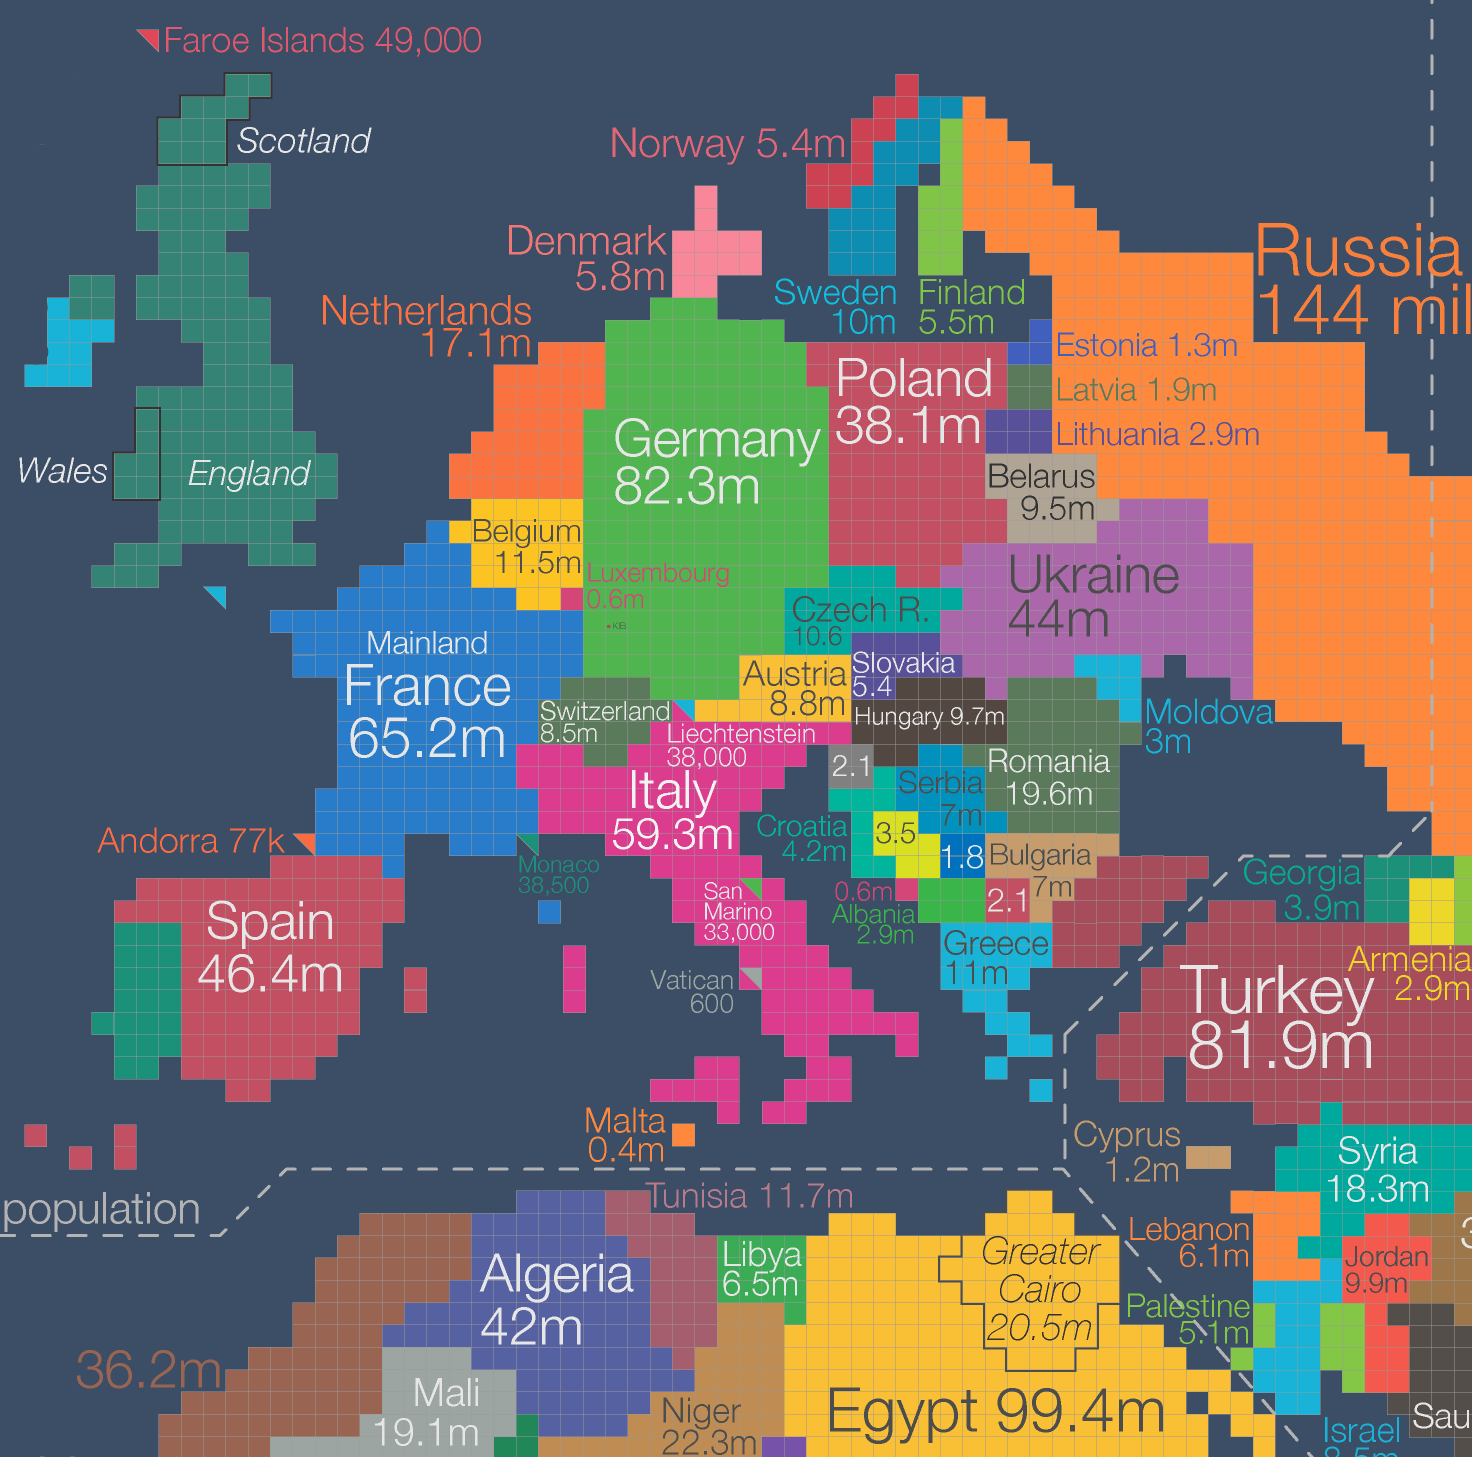 Faroe Islands 49,000
Scotland
Norway 5.4m
Denmark
5.8m
Russia
144 mil
Sweden
10m
Finland
5.5m
Netherlands
17.1m
Estonia 1.3m
Latvia 1.9m
Lithuania 2.9m
Poland
38.1m
Germany
82.3m
Wales
England
Belarus
9.5m
Belgium
11.5m
Luxembourg
0.6m
Ukraine
44m
Czech R.
10.6
Mainland
France
65.2m
Slovakia
5.4
Austria
8.8m
Switzerland
8.5m
Hungary 9.7m
Moldova
3m
Liechtenstein
38,000
2.1
Romania
19.6m
Serbia
7m
Italy
59.3m
Croatia
4.2m
3.5
1.8
Bulgaria
7m
Andorra 77k
Monaco
38,500
Georgia
3.9m
San
Marino
33,000
0.6m
Albania
2.9m
2.1
Spain
46.4m
Greece
11m
Armenia
2.9m
Vatican
600
Turkey
81.9m
Malta
0.4m
Cyprus
1.2m
Syria
18.3m
population
Tunisia 11.7m
Lebanon
6.1m
Jordan
9.9m
3
Algeria
42m
Libya
6.5m
Greater
Cairo
20.5m
Palestine
5.1m
36.2m
Mali
19.1m
Niger
22.3m
Egypt 99.4m
Sau
Israel
8.5m